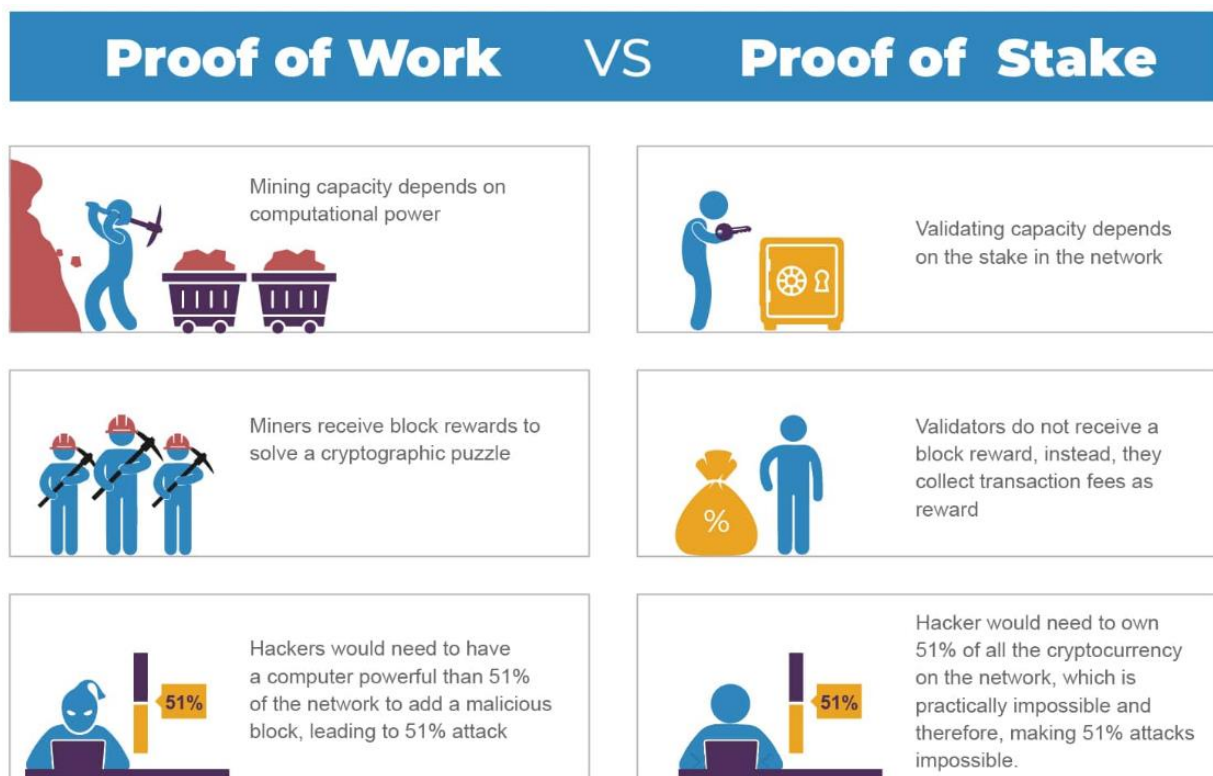 Proof of Work VS Proof of Stake
Mining capacity depends on
computational power
Validating capacity depends
on the stake in the network
Miners receive block rewards to
solve a cryptographic puzzle
Validators do not receive a
block reward, instead, they
collect transaction fees as
reward
Hackers would need to have
a computer powerful than 51%
of the network to add a malicious
block, leading to 51% attack
51%
Hacker would need to own
51% of all the cryptocurrency
on the network, which is
practically impossible and
therefore, making 51% attacks
impossible.
51%
%